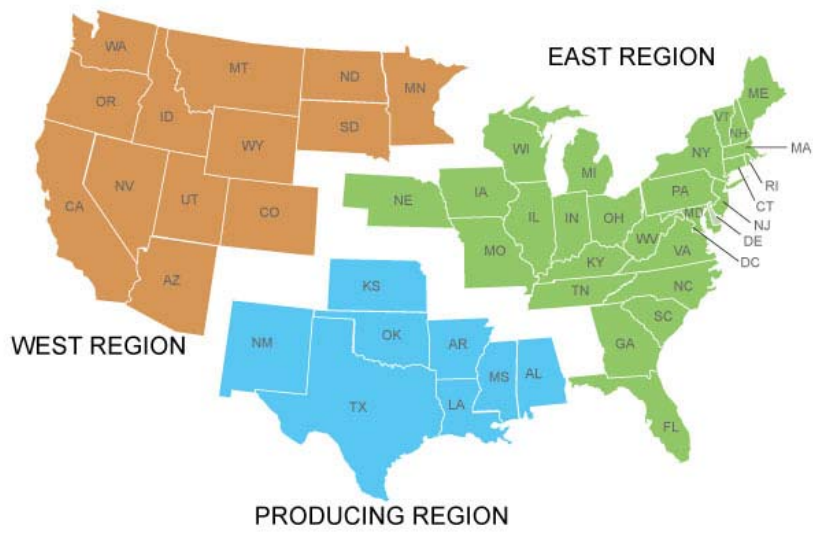 EAST REGION
WA
MT
ND
MN
OR
ID
SD
WY
NV
UT
CO
CA
AZ
WEST REGION
ME
VT
NH
MA
NY
WI
MI
RI
CT
PA
NJ
MD
DE
DC
NE
IA
IL
IN
OH
WV
VA
MO
KY
TN
NC
SC
GA
FL
KS
NM
OK
AR
TX
LA
MS
AL
PRODUCING REGION